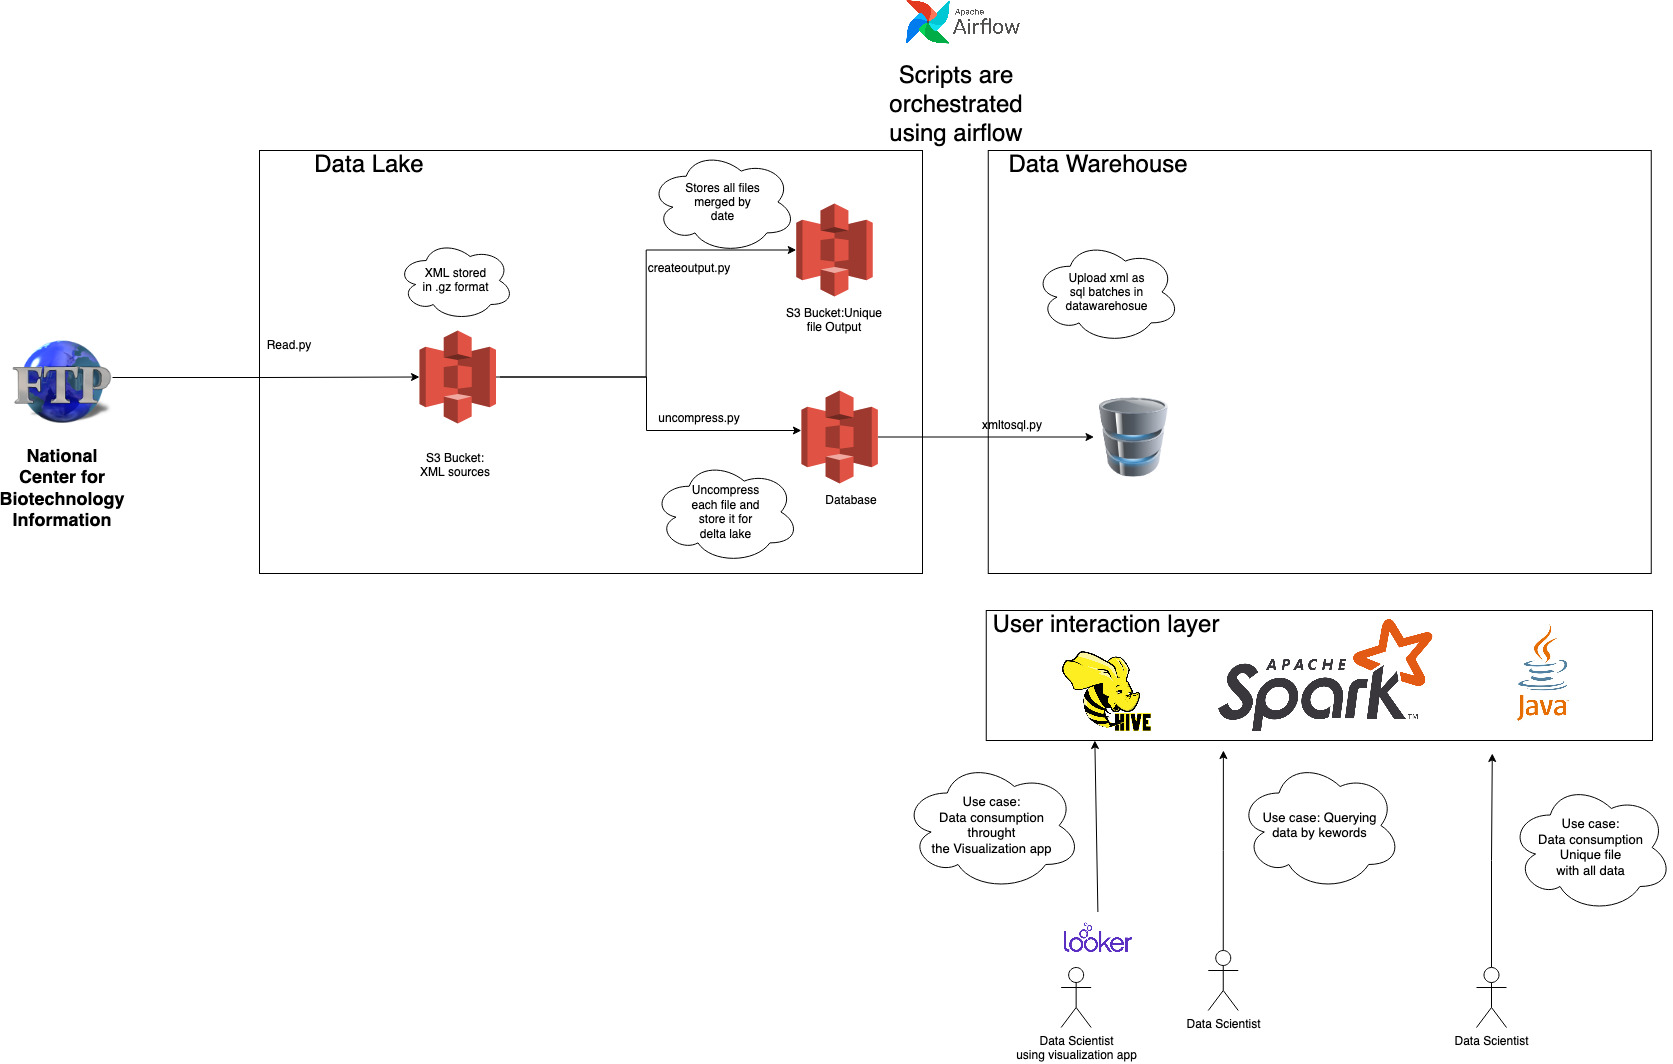 Apache
Airflow
Scripts are
orchestrated
using airflow
Data Lake
Data Warehouse
Stores all files
merged by
date
XML stored
in .gz format
createoutput.py
Upload xml as
sql batches in
datawarehosue
S3 Bucket:Unique
file Output
Read.py
FTP
uncompress.py
xmltosql.py
National
Center for
Biotechnology
Information
S3 Bucket:
XML sources
Uncompress
each file and
store it for
delta lake
Database
User interaction layer
HIVE
APACHE
Spark
TM
Java
Use case:
Data consumption
throught
the Visualization app
Use case: Querying
data by kewords
Use case:
Data consumption
Unique file
with all data
looker
Data Scientist
using visualization app
Data Scientist
Data Scientist